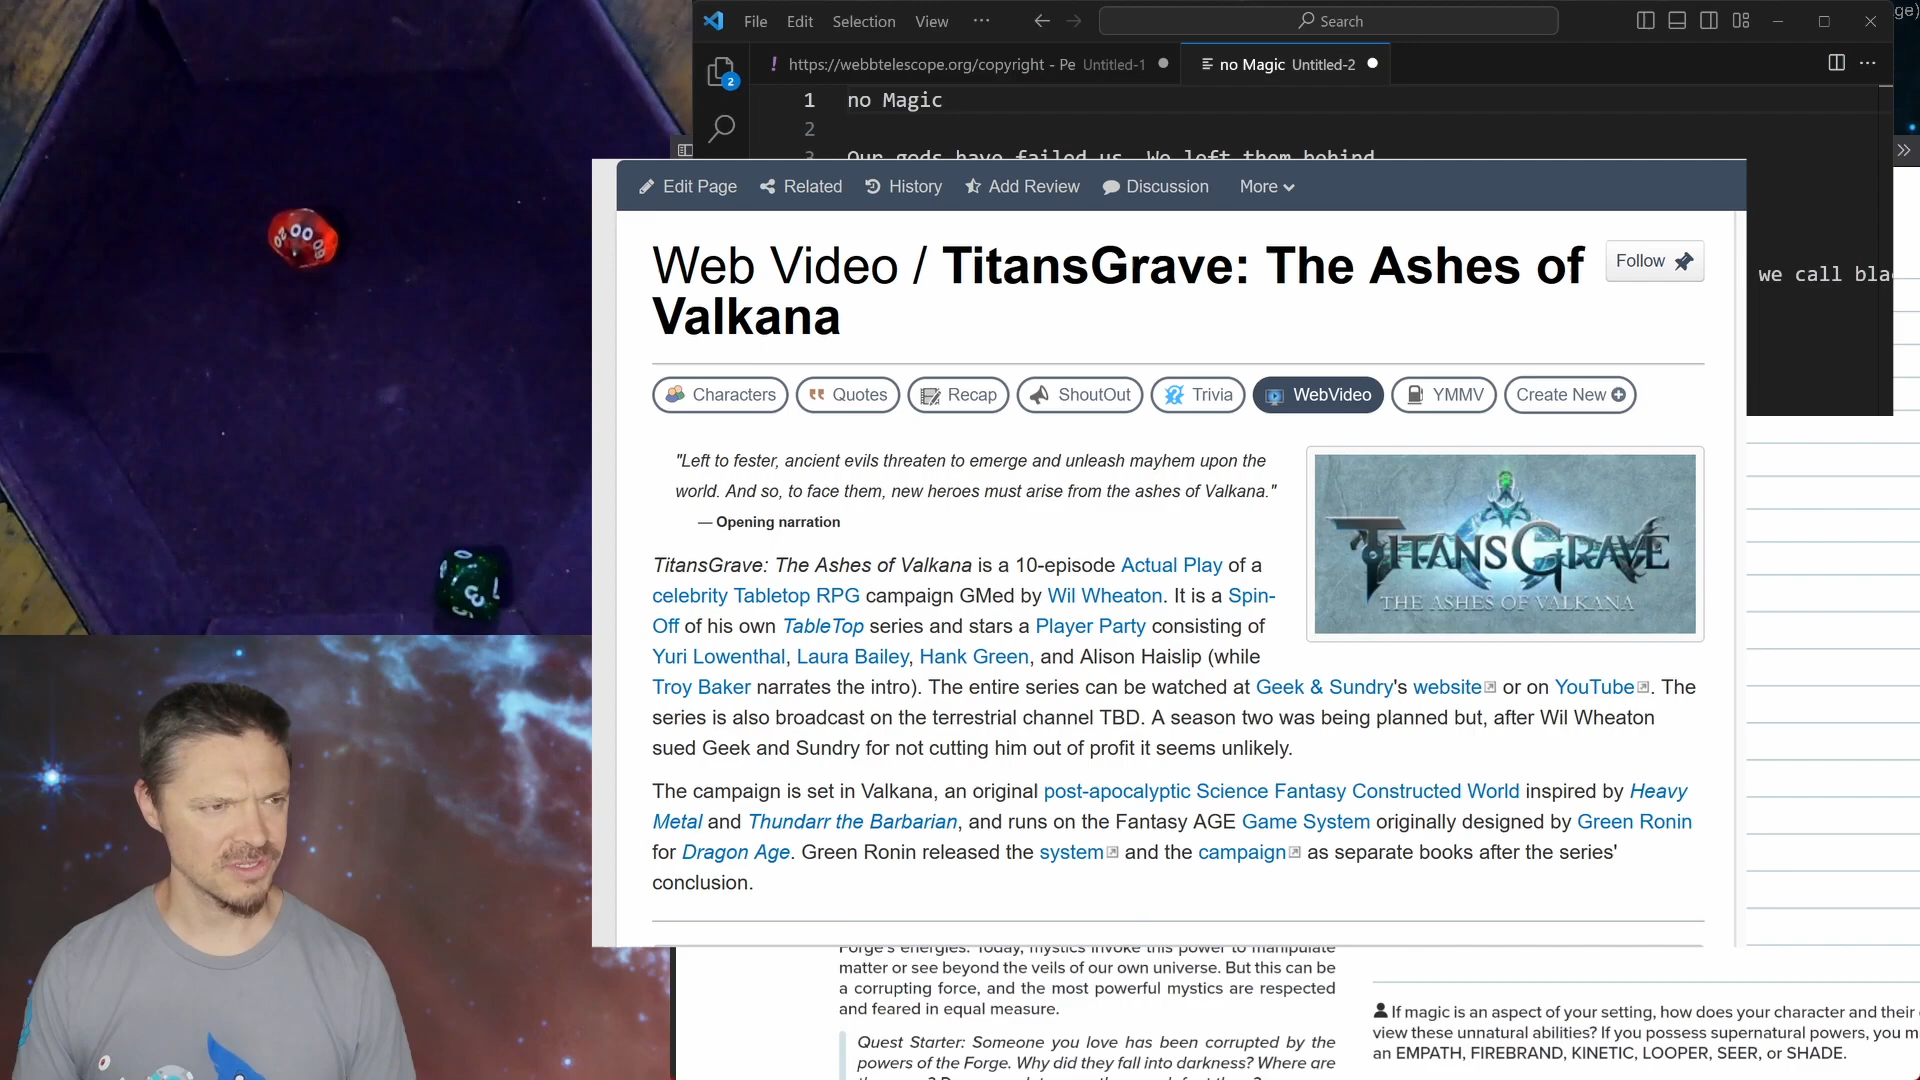 File Edit Selection View ··· Search
https://webbtelescope.org/copyright - Pe Untitled-1
no Magic Untitled-2
2
1 no Magic
2
3 Our gods have failed us. We left them behind
we call bla
Edit Page Related History Add Review Discussion More
Web Video / TitansGrave: The Ashes of
Valkana
Follow
Characters Quotes Recap ShoutOut Trivia WebVideo YMMV Create New
"Left to fester, ancient evils threaten to emerge and unleash mayhem upon the
world. And so, to face them, new heroes must arise from the ashes of Valkana."
— Opening narration
TITANSGRAVE
THE ASHES OF VALKANA
TitansGrave: The Ashes of Valkana is a 10-episode Actual Play of a
celebrity Tabletop RPG campaign GMed by Wil Wheaton. It is a Spin-
Off of his own TableTop series and stars a Player Party consisting of
Yuri Lowenthal, Laura Bailey, Hank Green, and Alison Haislip (while
Troy Baker narrates the intro). The entire series can be watched at Geek & Sundry's website or on YouTube. The
series is also broadcast on the terrestrial channel TBD. A season two was being planned but, after Wil Wheaton
sued Geek and Sundry for not cutting him out of profit it seems unlikely.
The campaign is set in Valkana, an original post-apocalyptic Science Fantasy Constructed World inspired by Heavy
Metal and Thundarr the Barbarian, and runs on the Fantasy AGE Game System originally designed by Green Ronin
for Dragon Age. Green Ronin released the system and the campaign as separate books after the series'
conclusion.
Forge's energies. Today, mystics invoke this power to manipulate
matter or see beyond the veils of our own universe. But this can be
a corrupting force, and the most powerful mystics are respected
and feared in equal measure.
Quest Starter: Someone you love has been corrupted by the
powers of the Forge. Why did they fall into darkness? Where are
If magic is an aspect of your setting, how does your character and their
view these unnatural abilities? If you possess supernatural powers, you m
an EMPATH, FIREBRAND, KINETIC, LOOPER, SEER, or SHADE.
20 00
3